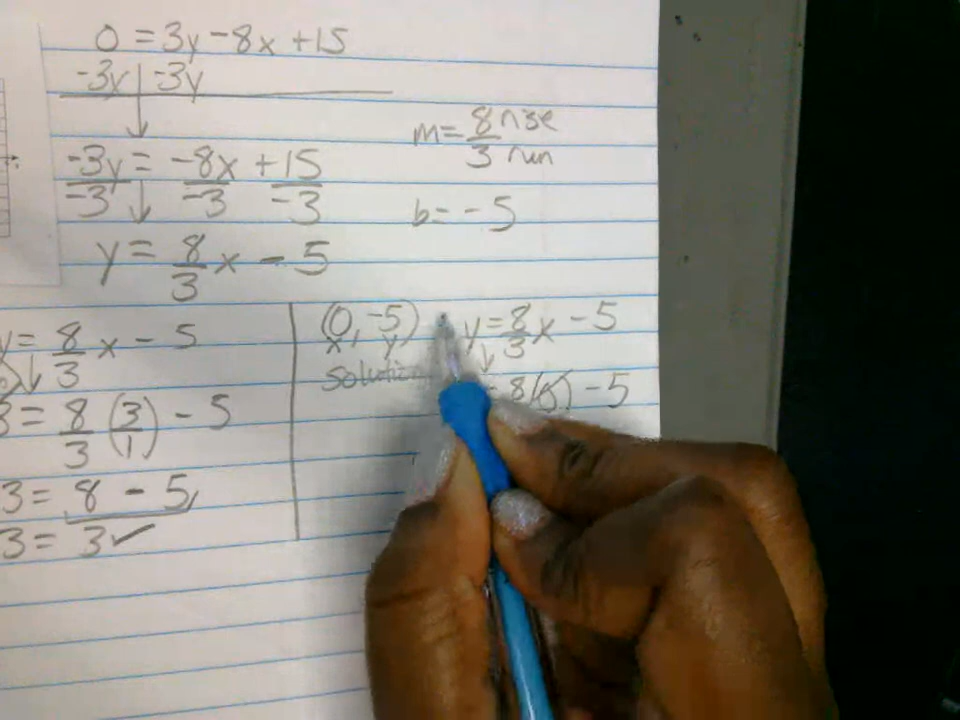 0 = 3y - 8x + 15
-3y | -3y
-3y = -8x + 15
-3 -3 -3
y = 8/3 x - 5
m = 8 rise
3 run
b = -5
y = 8/3 x - 5
3 = 8/3 (3/1) - 5
3 = 8 - 5
3 = 3 ✓
(0, -5) y = 8/3 x - 5
x, y
solution
8(0) - 5